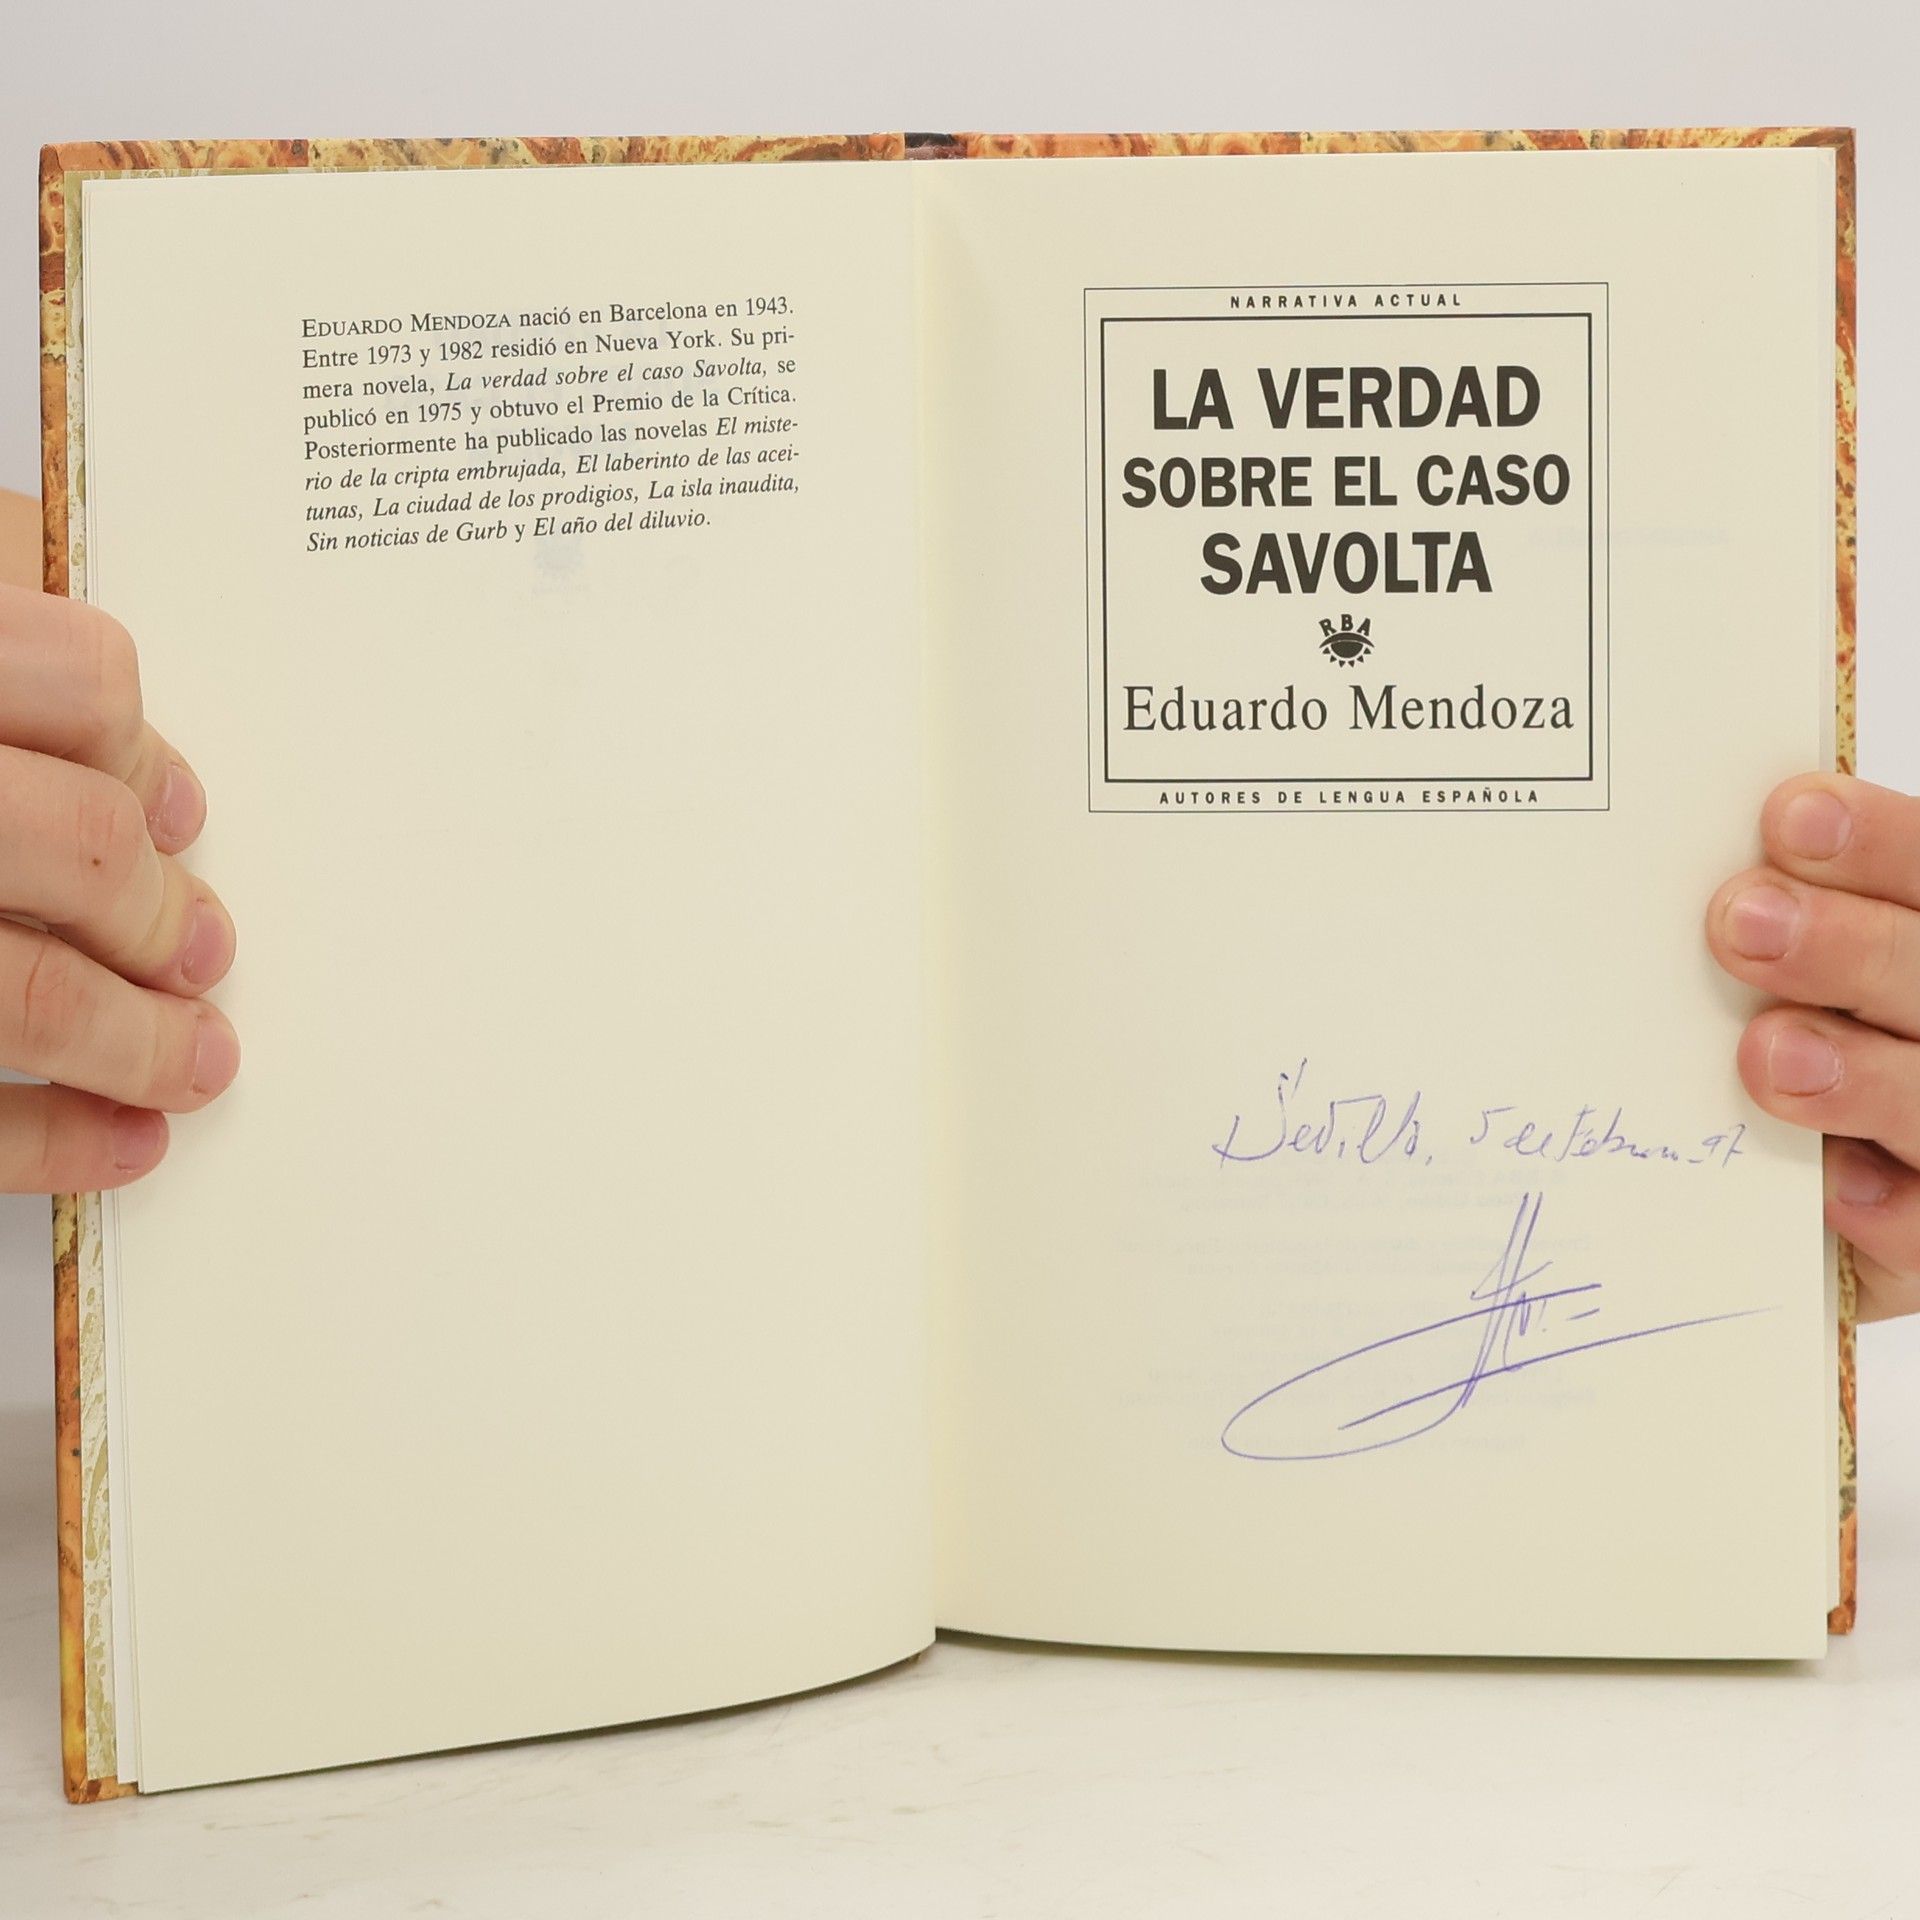 EDUARDO MENDOZA nació en Barcelona en 1943.
Entre 1973 y 1982 residió en Nueva York. Su pri-
mera novela, La verdad sobre el caso Savolta, se
publicó en 1975 y obtuvo el Premio de la Crítica.
Posteriormente ha publicado las novelas El miste-
rio de la cripta embrujada, El laberinto de las acei-
tunas, La ciudad de los prodigios, La isla inaudita,
Sin noticias de Gurb y El año del diluvio.
NARRATIVA ACTUAL
LA VERDAD
SOBRE EL CASO
SAVOLTA
RBA
Eduardo Mendoza
AUTORES DE LENGUA ESPAÑOLA
Sevilla, 5 de Febrero 97